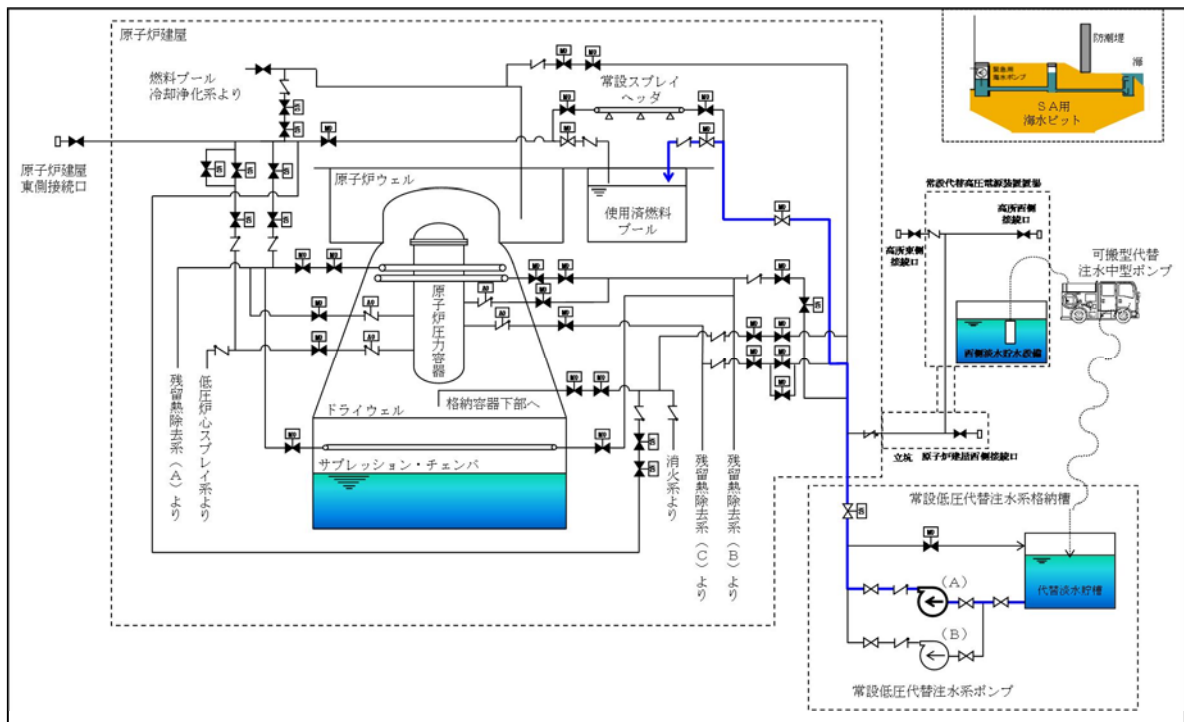 原子炉建屋
燃料プール
冷却浄化系より
常設スプレイ
ヘッダ
防潮堤
海
緊急用
海水ポンプ
SA用
海水ピット
原子炉建屋
東側接続口
原子炉ウェル
使用済燃料
プール
常設代替高圧電源装置置場
高所西側
接続口
高所東側
接続口
可搬型代替
注水中型ポンプ
西側淡水貯水設備
原子炉圧力容器
格納容器下部へ
ドライウェル
サプレッション・チェンバ
残留熱除去系(A)より
低圧炉心スプレイ系より
消火系より
残留熱除去系(C)より
残留熱除去系(B)より
立坑
原子炉建屋西側接続口
常設低圧代替注水系格納槽
代替淡水貯槽
(A)
(B)
常設低圧代替注水系ポンプ